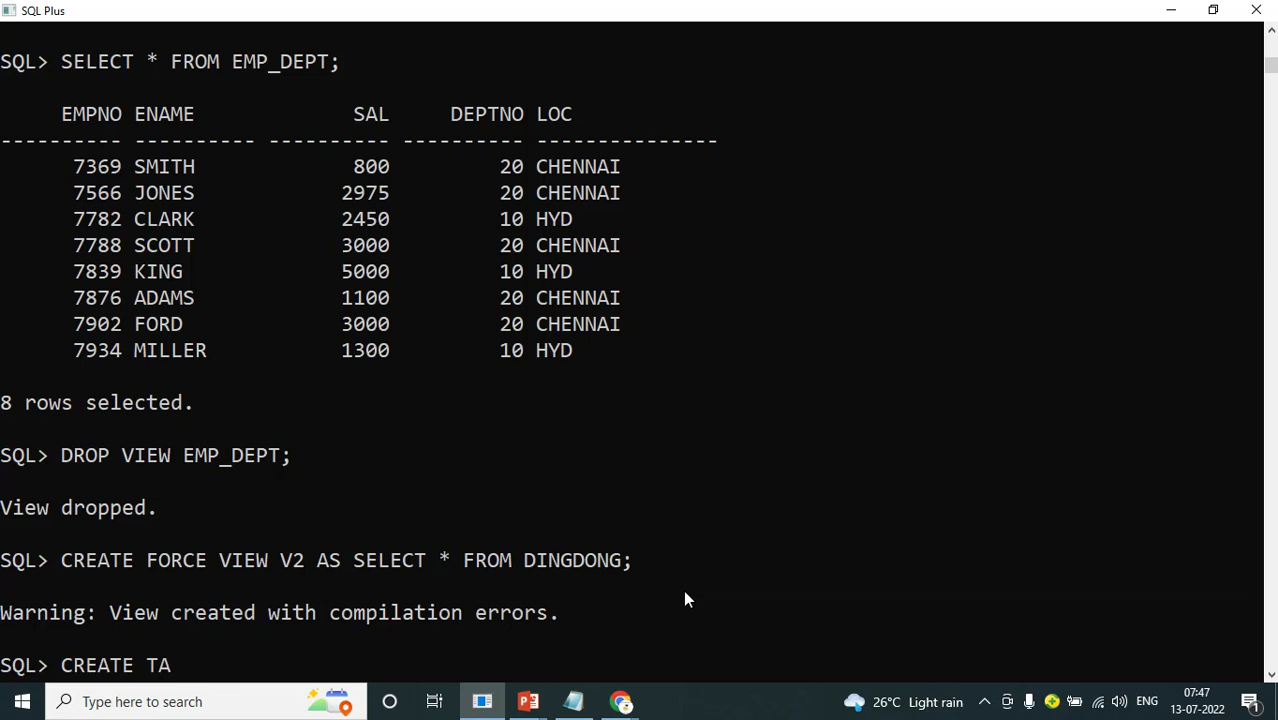 SQL Plus
SQL> SELECT * FROM EMP_DEPT;
     EMPNO ENAME             SAL     DEPTNO LOC
---------- ---------- ---------- ---------- ---------------
      7369 SMITH             800         20 CHENNAI
      7566 JONES            2975         20 CHENNAI
      7782 CLARK            2450         10 HYD
      7788 SCOTT            3000         20 CHENNAI
      7839 KING             5000         10 HYD
      7876 ADAMS            1100         20 CHENNAI
      7902 FORD             3000         20 CHENNAI
      7934 MILLER           1300         10 HYD
8 rows selected.
SQL> DROP VIEW EMP_DEPT;
View dropped.
SQL> CREATE FORCE VIEW V2 AS SELECT * FROM DINGDONG;
Warning: View created with compilation errors.
SQL> CREATE TA
Type here to search
26°C Light rain
ENG
07:47
13-07-2022
1